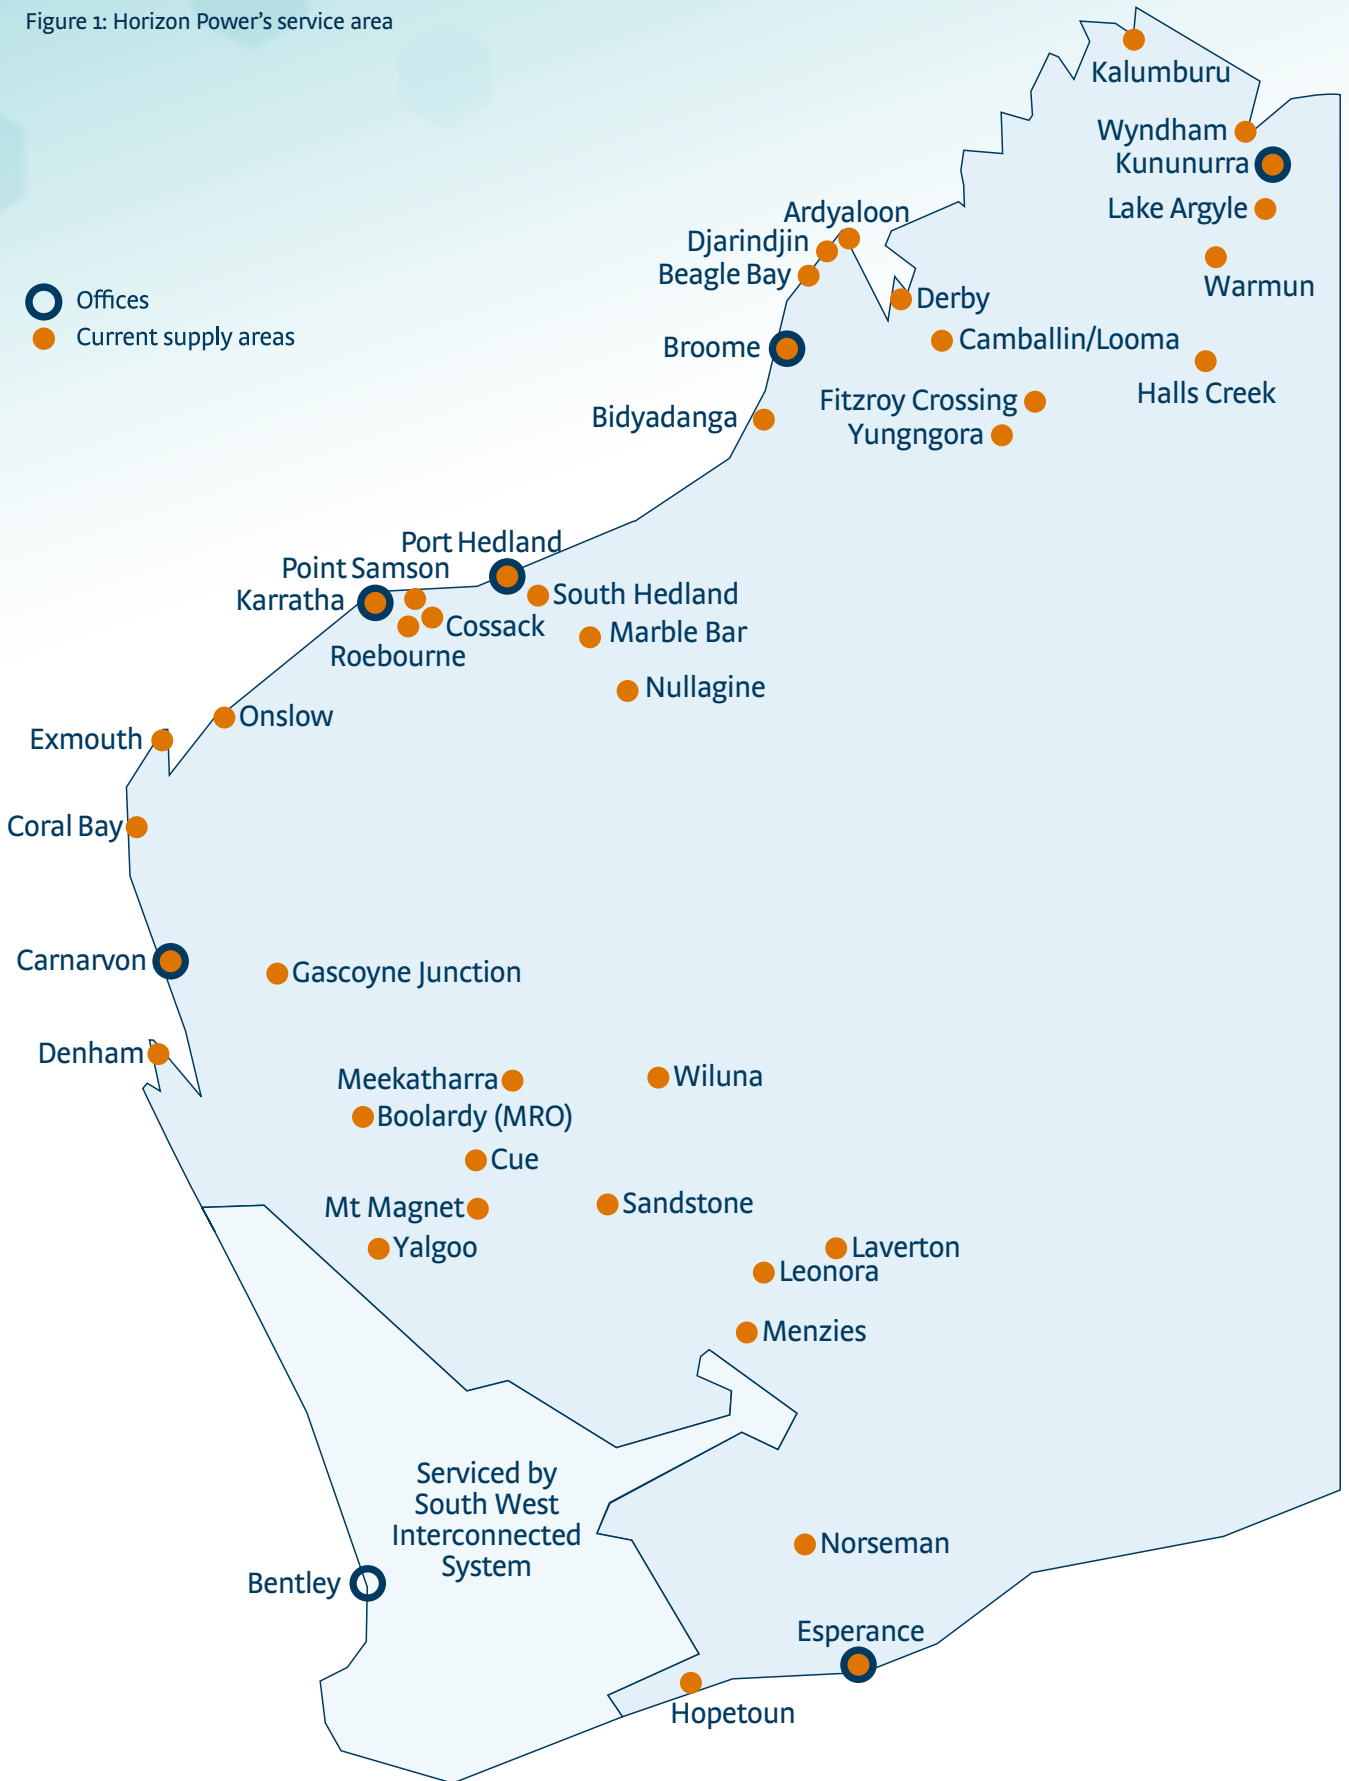 Figure 1: Horizon Power's service area
Kalumburu
Wyndham
Kununurra
Lake Argyle
Ardyaloon
Djarindjin
Beagle Bay
Warmun
Offices
Derby
Current supply areas
Camballin/Looma
Broome
Halls Creek
Fitzroy Crossing
Bidyadanga
Yungngora
Port Hedland
Point Samson
Karratha
South Hedland
Cossack
Marble Bar
Roebourne
Nullagine
Onslow
Exmouth
Coral Bay
Carnarvon
Gascoyne Junction
Denham
Meekatharra
Wiluna
Boolardy (MRO)
Cue
Mt Magnet
Sandstone
Yalgoo
Laverton
Leonora
Menzies
Serviced by
South West
Interconnected
System
Norseman
Bentley
Esperance
Hopetoun